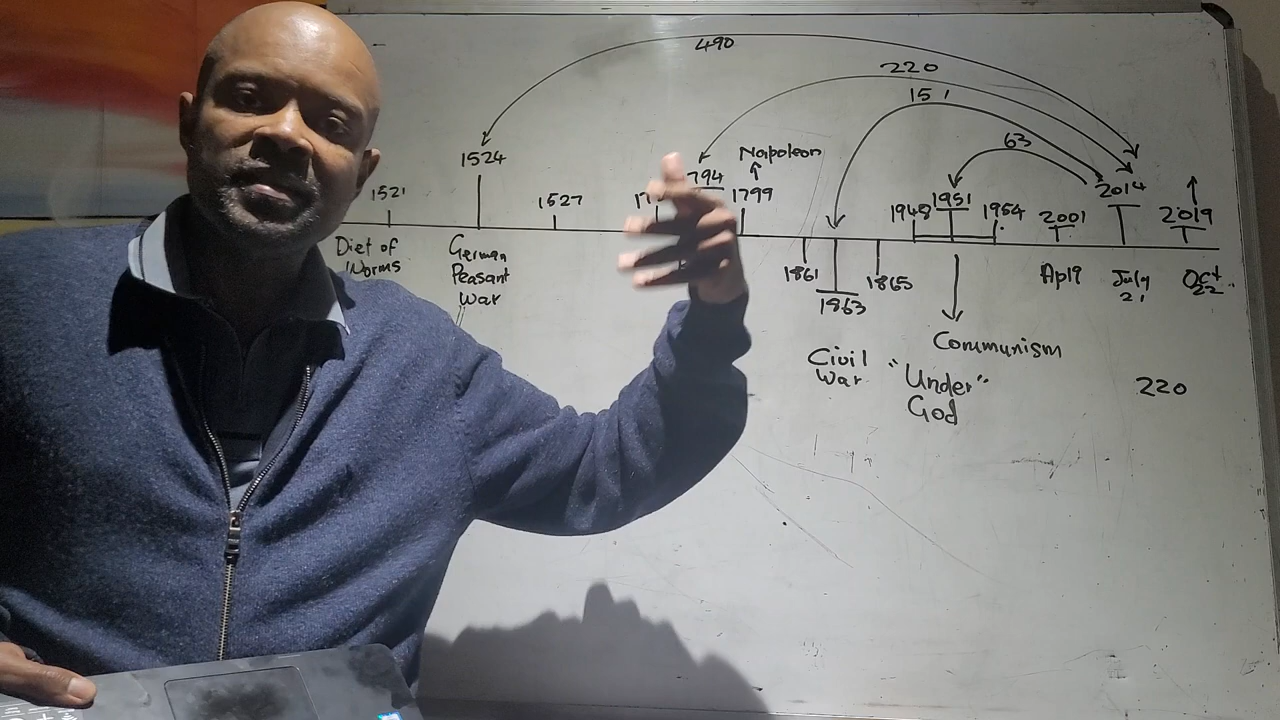 490
220
151
63
Napoleon
1521
1524
1527
17
794
1799
1861
1863
1865
1948
1951
1954
2001
2014
2019
Diet of
Worms
German
Peasant
War
Civil
War
Communism
"Under"
God
Ap19
July
21
Oct
22
220